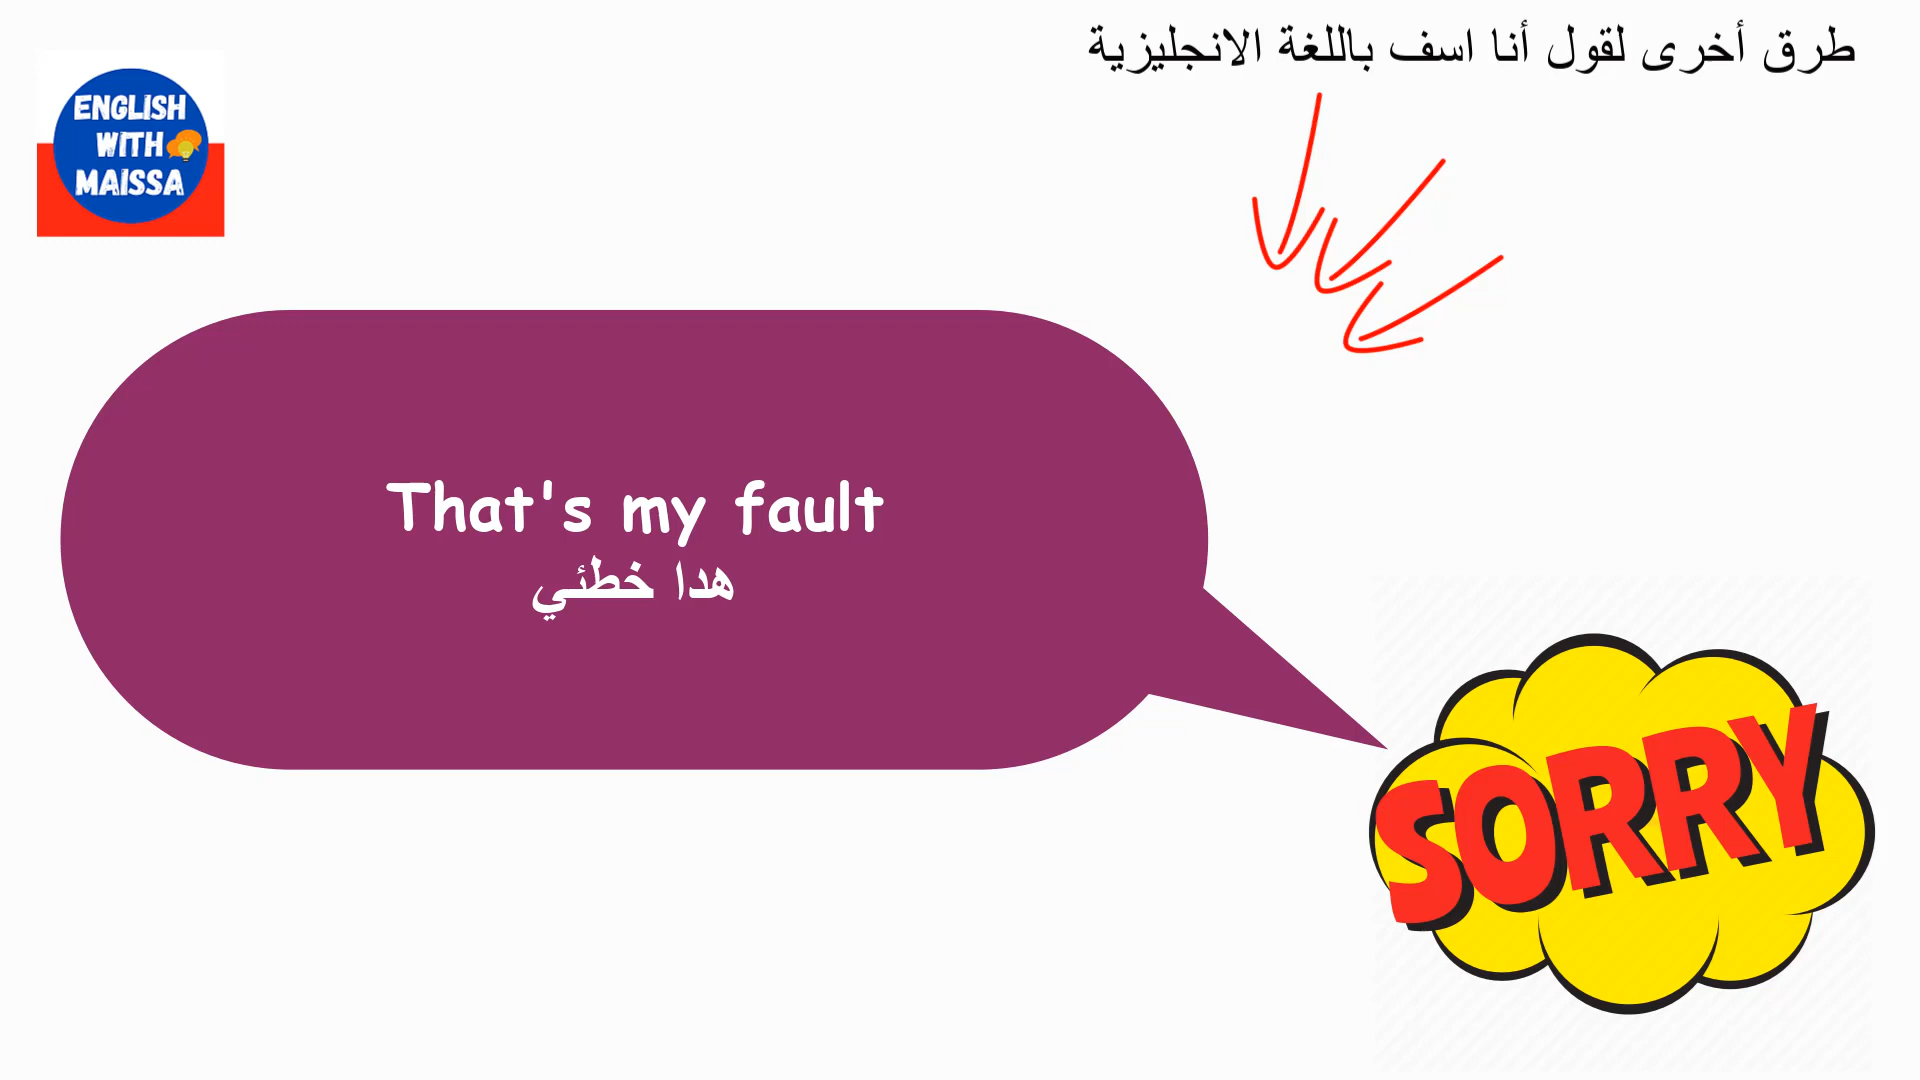 طرق أخرى لقول أنا اسف باللغة الانجليزية
ENGLISH
WITH
MAISSA
That's my fault
هدا خطئي
SORRY